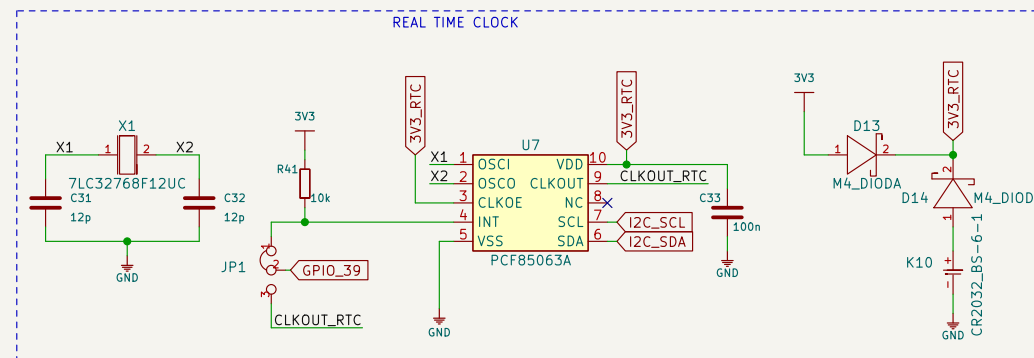 REAL TIME CLOCK
X1
X1
1
2
X2
7LC32768F12UC
C31
12p
C32
12p
GND
3V3
R41
10k
JP1
1
2
3
GPIO_39
CLKOUT_RTC
3V3_RTC
3V3_RTC
U7
X1
1
OSCI
VDD
10
X2
2
OSCO
CLKOUT
9
CLKOUT_RTC
3
CLKOE
NC
8
4
INT
SCL
7
I2C_SCL
5
VSS
SDA
6
I2C_SDA
PCF85063A
GND
C33
100n
GND
3V3
D13
1
2
M4_DIODA
3V3_RTC
2
D14
M4_DIOD
1
K10
+
-
CR2032_BS-6-1
GND